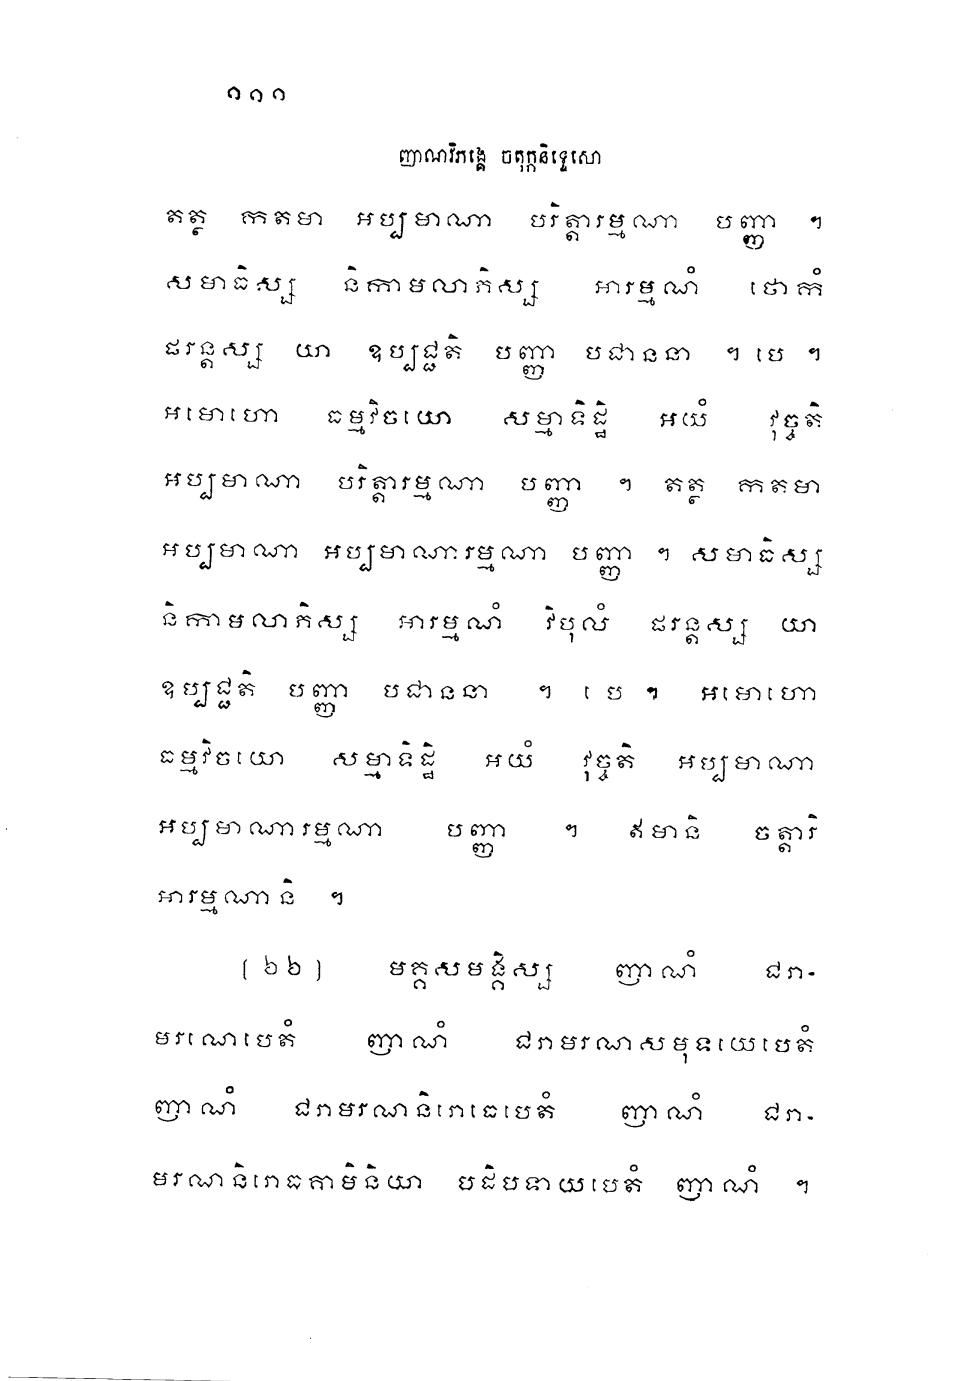 ១១១
ញាណវិភង្គេ ចតុក្កនិទ្ទេសោ
តត្ថ កតមា អប្បមាណា បរិត្តារម្មណា បញ្ញា ។
សមាធិស្ស និកាមលាភិស្ស អារម្មណំ ថោកំ
ផរន្តស្ស យា ឧប្បជ្ជតិ បញ្ញា បជាននា ។ បេ ។
អមោហោ ធម្មវិចយោ សម្មាទិដ្ឋិ អយំ វុច្ចតិ
អប្បមាណា បរិត្តារម្មណា បញ្ញា ។ តត្ថ កតមា
អប្បមាណា អប្បមាណារម្មណា បញ្ញា ។ សមាធិស្ស
និកាមលាភិស្ស អារម្មណំ វិបុលំ ផរន្តស្ស យា
ឧប្បជ្ជតិ បញ្ញា បជាននា ។ បេ ។ អមោហោ
ធម្មវិចយោ សម្មាទិដ្ឋិ អយំ វុច្ចតិ អប្បមាណា
អប្បមាណារម្មណា បញ្ញា ។ ឥមានិ ចត្តារិ
អារម្មណានិ ។
(៦៦) មគ្គសមង្គិស្ស ញាណំ ជរា-
មរណេបេតំ ញាណំ ជរាមរណសមុទយេបេតំ
ញាណំ ជរាមរណនិរោធេបេតំ ញាណំ ជរា-
មរណនិរោធគាមិនិយា បដិបទាយបេតំ ញាណំ ។